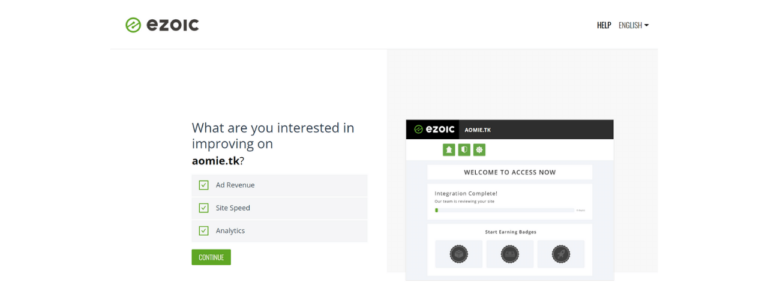 ezoic
HELP ENGLISH
What are you interested in
improving on
aomie.tk?
Ad Revenue
Site Speed
Analytics
CONTINUE
ezoic AOMIE.TK
WELCOME TO ACCESS NOW
Integration Complete!
Our team is reviewing your site
Start Earning Badges